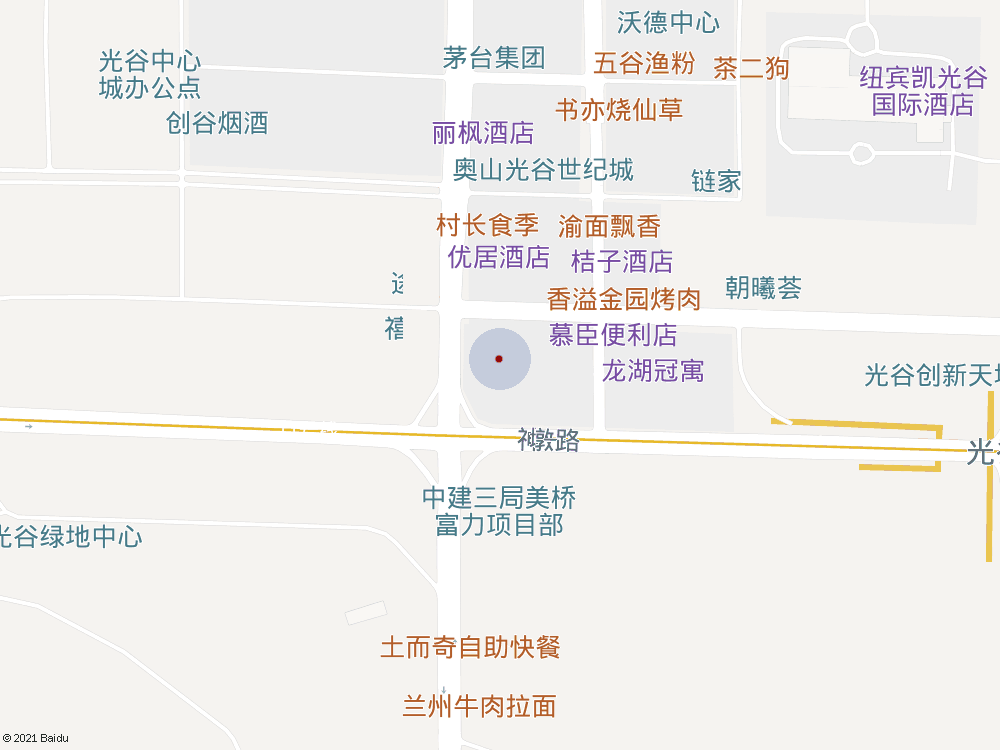 沃德中心
光谷中心
城办公点
茅台集团
五谷渔粉
茶二狗
纽宾凯光谷
国际酒店
书亦烧仙草
创谷烟酒
丽枫酒店
奥山光谷世纪城
链家
村长食季
渝面飘香
优居酒店
桔子酒店
朝曦荟
香溢金园烤肉
慕臣便利店
龙湖冠寓
光谷创新天地
敦路
中建三局美桥
富力项目部
光谷绿地中心
土而奇自助快餐
兰州牛肉拉面
© 2021 Baidu